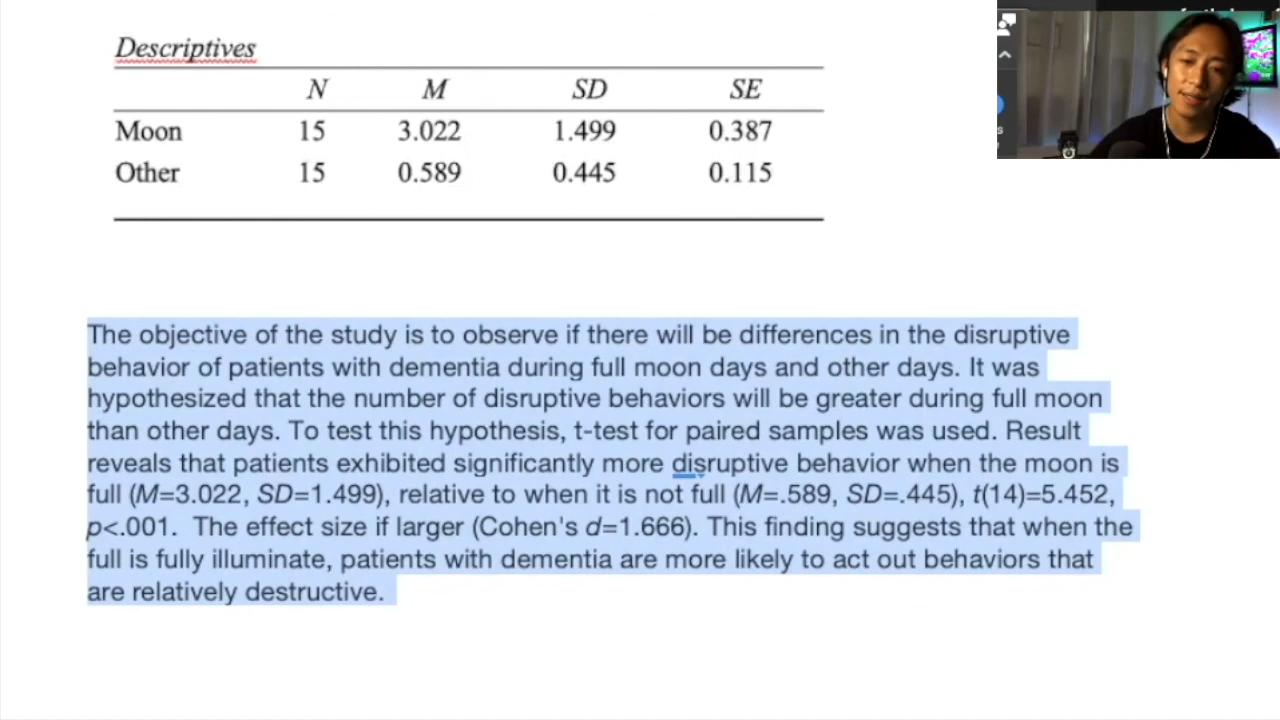 Descriptives
N M SD SE
Moon 15 3.022 1.499 0.387
Other 15 0.589 0.445 0.115
The objective of the study is to observe if there will be differences in the disruptive
behavior of patients with dementia during full moon days and other days. It was
hypothesized that the number of disruptive behaviors will be greater during full moon
than other days. To test this hypothesis, t-test for paired samples was used. Result
reveals that patients exhibited significantly more disruptive behavior when the moon is
full (M=3.022, SD=1.499), relative to when it is not full (M=.589, SD=.445), t(14)=5.452,
p<.001. The effect size if larger (Cohen's d=1.666). This finding suggests that when the
full is fully illuminate, patients with dementia are more likely to act out behaviors that
are relatively destructive.